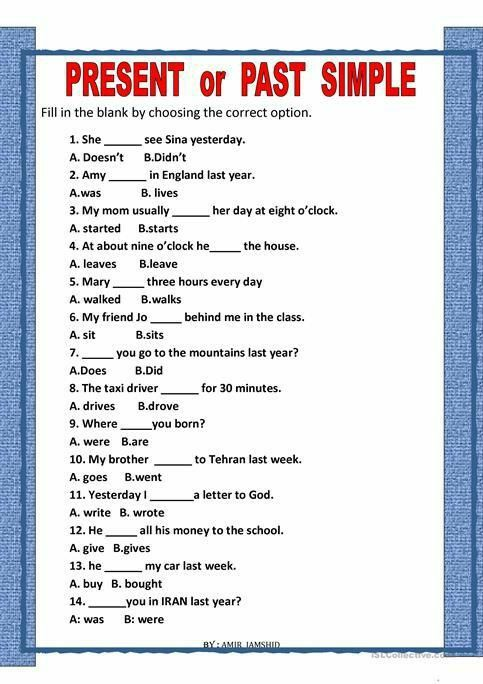 PRESENT or PAST SIMPLE
Fill in the blank by choosing the correct option.
1. She ______ see Sina yesterday.
A. Doesn't B.Didn't
2. Amy ______ in England last year.
A.was B. lives
3. My mom usually ______ her day at eight o'clock.
A. started B.starts
4. At about nine o'clock he_____ the house.
A. leaves B.leave
5. Mary _____ three hours every day
A. walked B.walks
6. My friend Jo _____ behind me in the class.
A. sit B.sits
7. _____ you go to the mountains last year?
A.Does B.Did
8. The taxi driver ______ for 30 minutes.
A. drives B.drove
9. Where _____you born?
A. were B.are
10. My brother ______ to Tehran last week.
A. goes B.went
11. Yesterday I _______a letter to God.
A. write B. wrote
12. He _____ all his money to the school.
A. give B.gives
13. he ______ my car last week.
A. buy B. bought
14. ______you in IRAN last year?
A: was B: were
BY : AMIR JAMSHID
iSLCollective.com